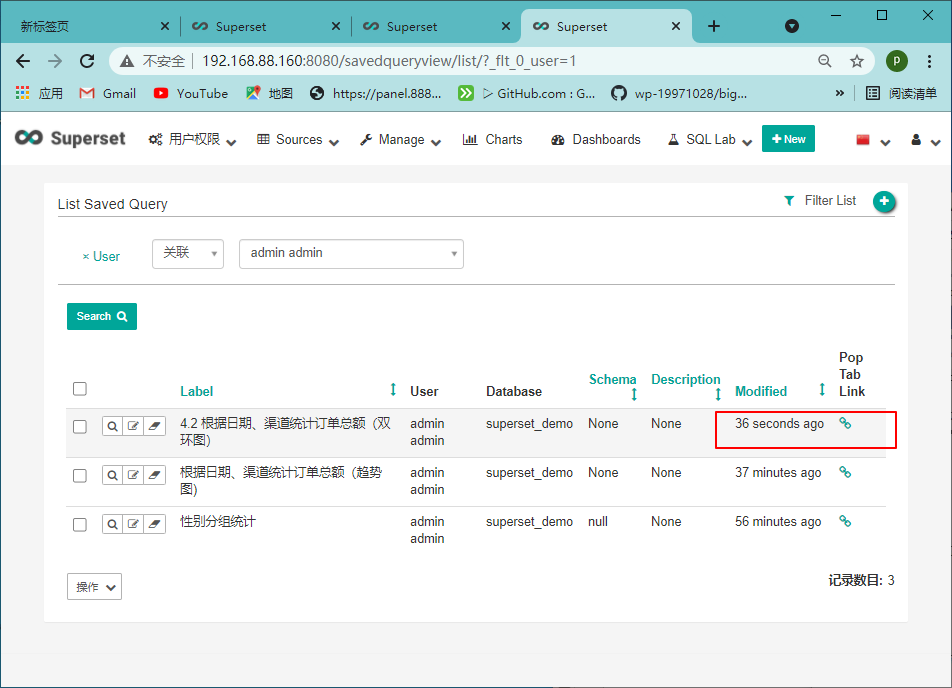 新标签页
Superset
Superset
Superset
不安全 192.168.88.160:8080/savedqueryview/list/?_flt_0_user=1
p
应用 Gmail YouTube 地图 https://panel.888... ▷ GitHub.com : G... wp-19971028/big... » 阅读清单
Superset 用户权限 Sources Manage Charts Dashboards SQL Lab + New
List Saved Query
Filter List
× User 关联 admin admin
Search
Label User Database Schema Description Modified Pop Tab Link
4.2 根据日期、渠道统计订单总额（双环图） admin admin superset_demo None None 36 seconds ago
根据日期、渠道统计订单总额（趋势图） admin admin superset_demo None None 37 minutes ago
性别分组统计 admin admin superset_demo null None 56 minutes ago
操作
记录数目: 3